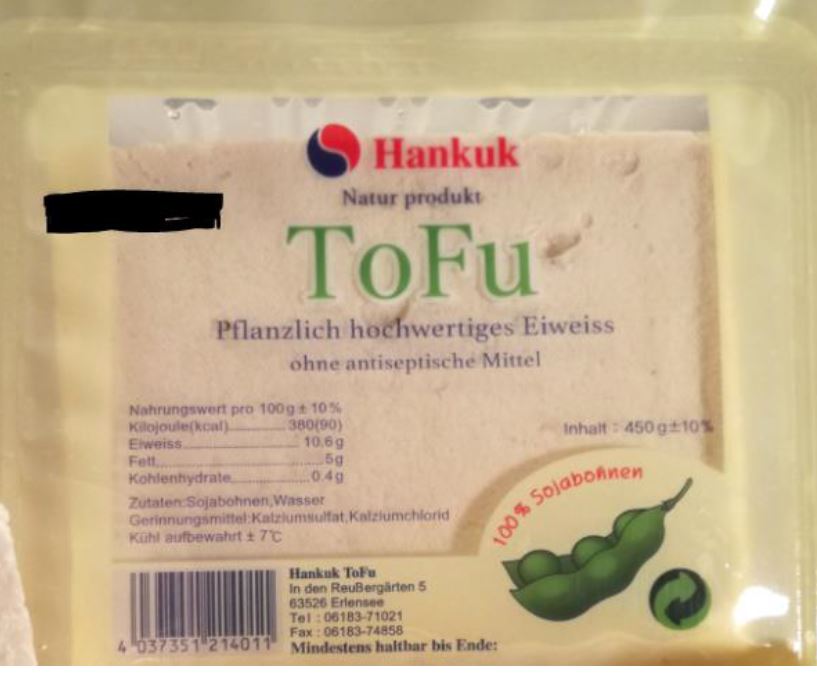 Hankuk
Natur produkt
ToFu
Pflanzlich hochwertiges Eiweiss
ohne antiseptische Mittel
Nahrungswert pro 100g ± 10%
Kilojoule(kcal)..............380(90)
Eiweiss..........................10.6g
Fett....................................5g
Kohlenhydrate................0.4g
Inhalt : 450g±10%
Zutaten:Sojabohnen,Wasser
Gerinnungsmittel:Kalziumsulfat,Kalziumchlorid
Kühl aufbewahrt ± 7°C
100% Sojabohnen
Hankuk ToFu
In den Reußergärten 5
63526 Erlensee
Tel : 06183-71021
Fax : 06183-74858
Mindestens haltbar bis Ende:
4 037351 214011